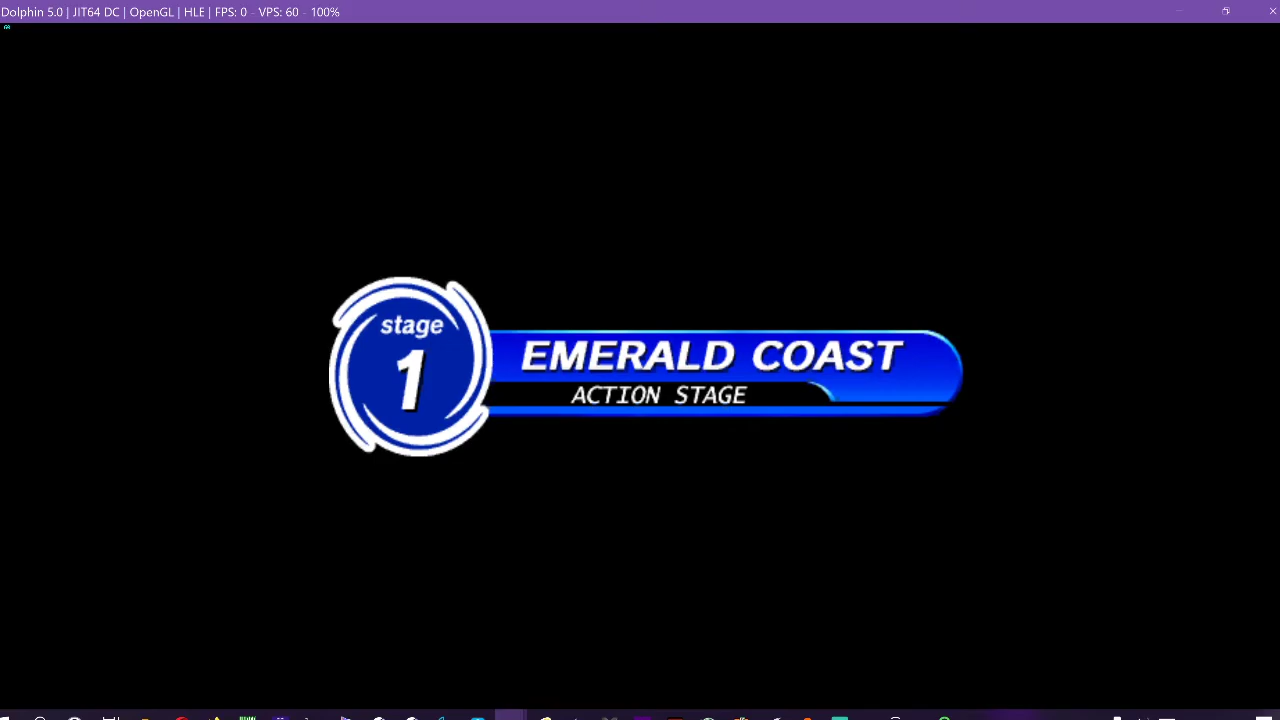 Dolphin 5.0 | JIT64 DC | OpenGL | HLE | FPS: 0 - VPS: 60 - 100%
stage
1
EMERALD COAST
ACTION STAGE